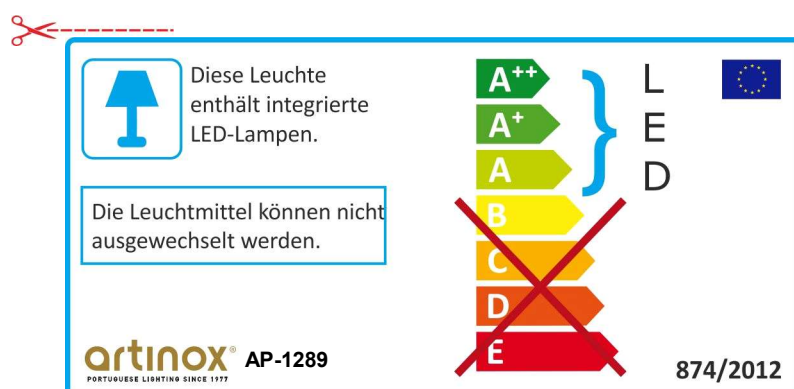 Diese Leuchte
enthält integrierte
LED-Lampen.
Die Leuchtmittel können nicht
ausgewechselt werden.
artinox® AP-1289
PORTUGUESE LIGHTING SINCE 1977
A++
A+
A
B
C
D
E
L
E
D
874/2012